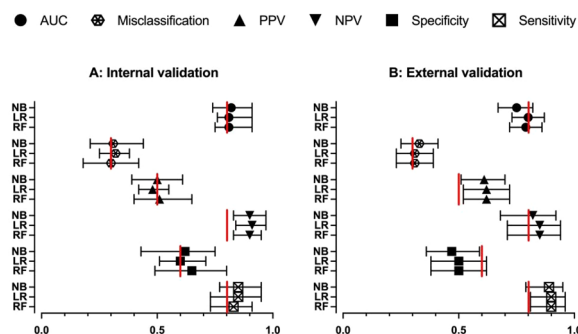 AUC Misclassification PPV NPV Specificity Sensitivity
A: Internal validation
NB
LR
RF
NB
LR
RF
NB
LR
RF
NB
LR
RF
NB
LR
RF
NB
LR
RF
0.0 0.5 1.0
B: External validation
NB
LR
RF
NB
LR
RF
NB
LR
RF
NB
LR
RF
NB
LR
RF
NB
LR
RF
0.0 0.5 1.0